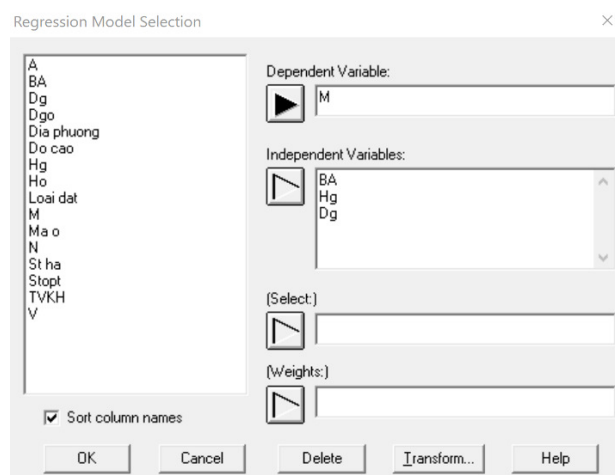 Regression Model Selection
A
BA
Dg
Dgo
Dia phuong
Do cao
Hg
Ho
Loai dat
M
Ma o
N
St ha
Stopt
TVKH
V
Sort column names
Dependent Variable:
M
Independent Variables:
BA
Hg
Dg
(Select:)
(Weights:)
OK Cancel Delete Transform... Help